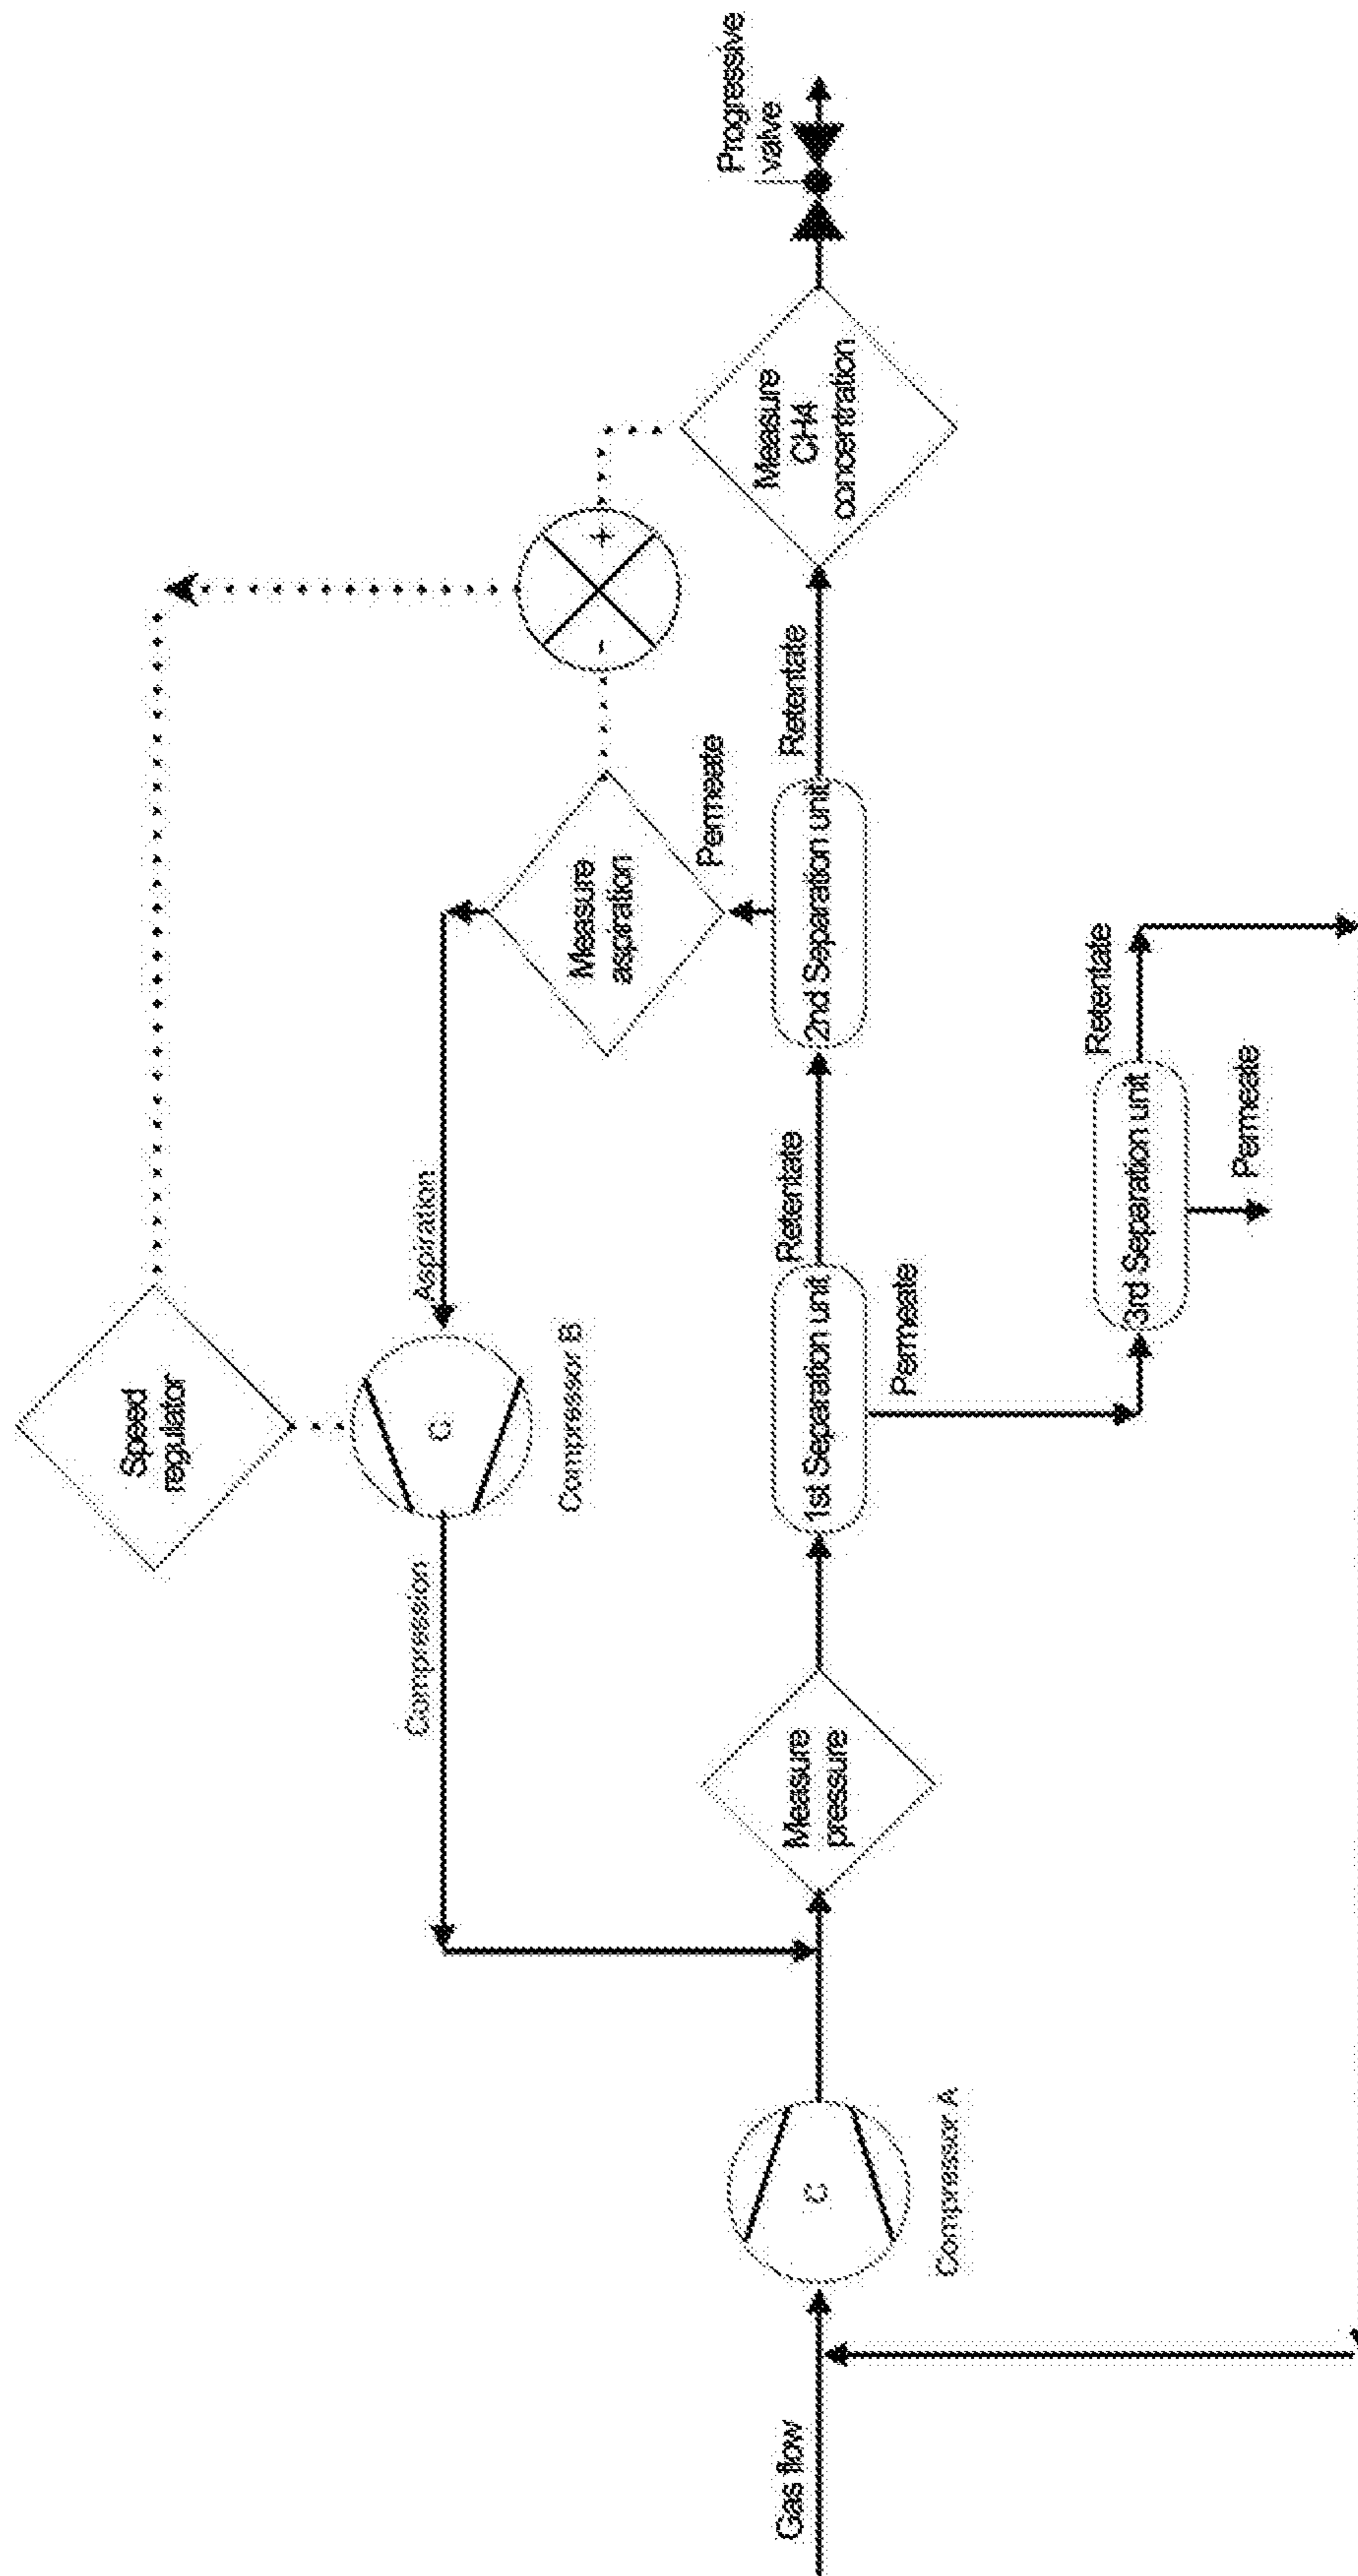 Speed
regulator
Compression
C
Aspiration
Compressor B
Measure
aspiration
-
+
Permeate
Progressive
valve
Gas flow
C
Compressor A
Measure
pressure
1st Separation unit
Retentate
2nd Separation unit
Retentate
Measure
CH4
concentration
Permeate
3rd Separation unit
Retentate
Permeate